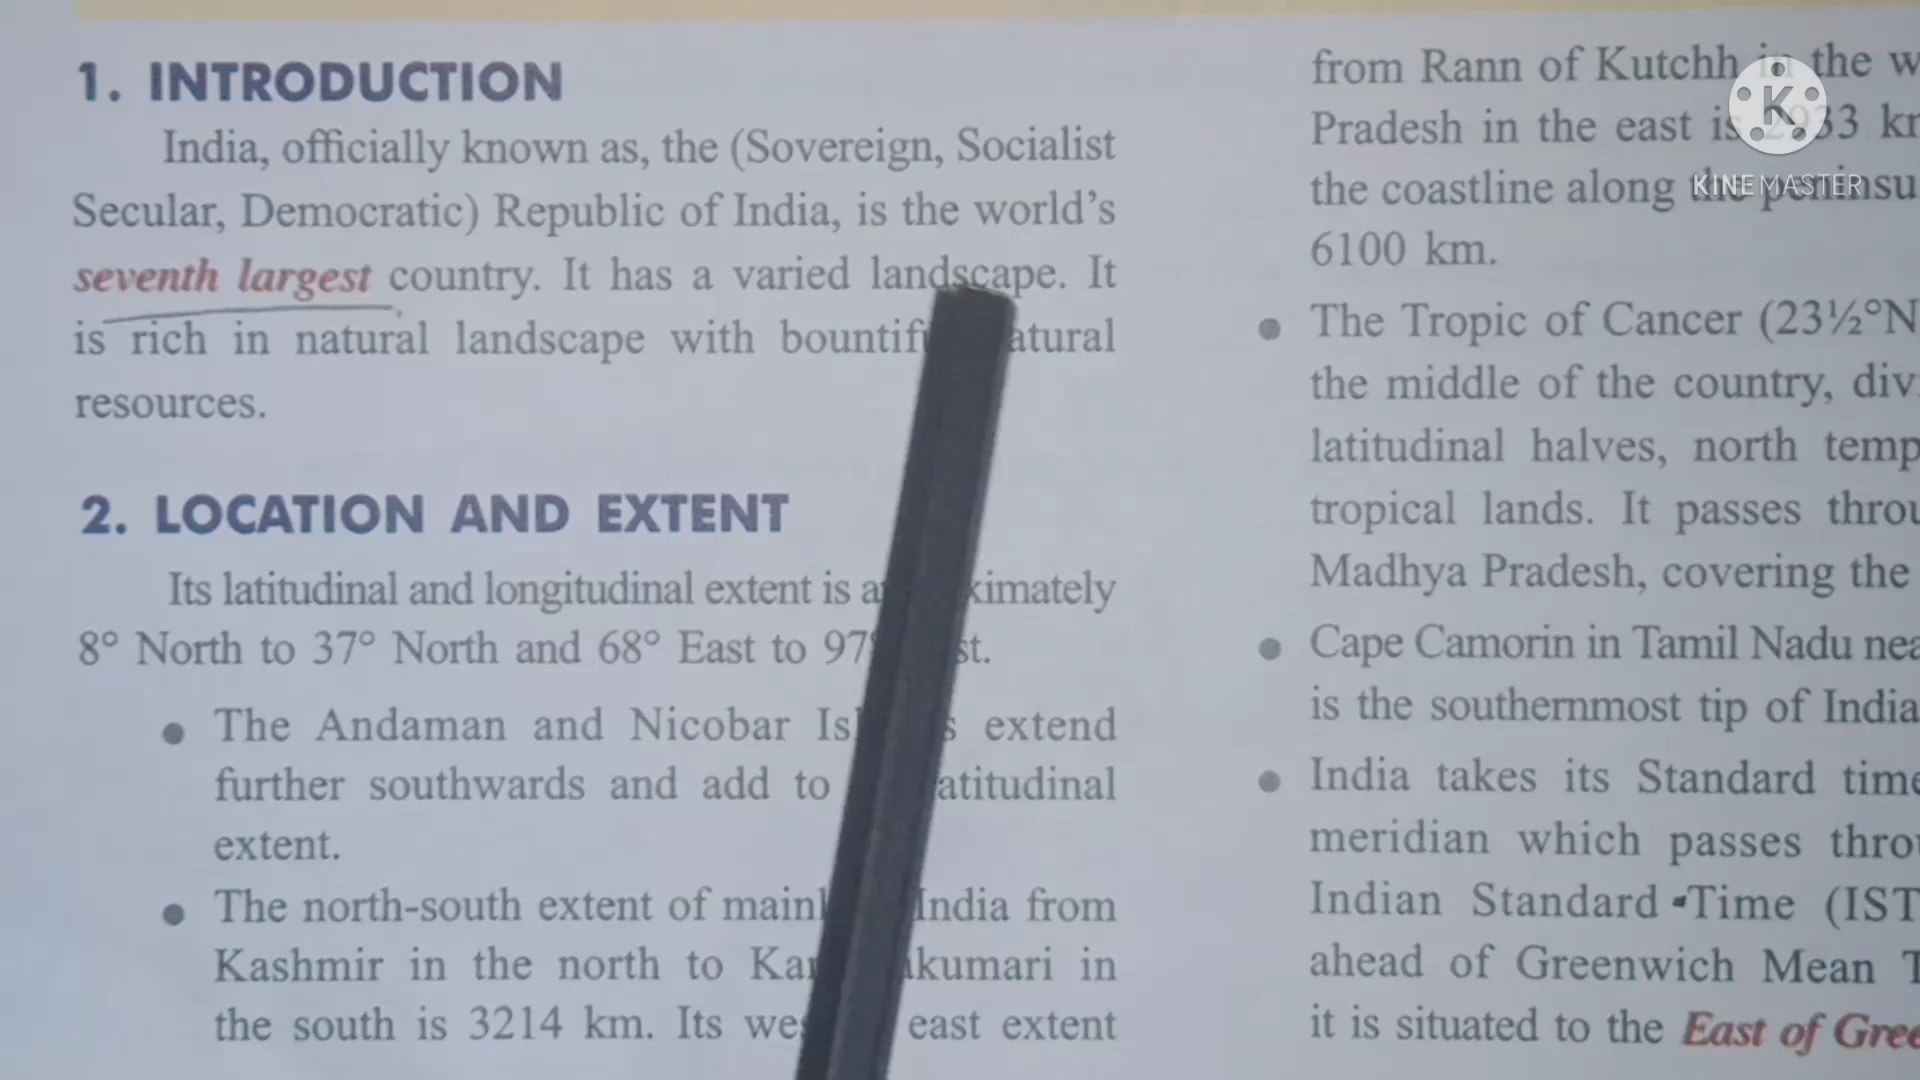 1. INTRODUCTION
India, officially known as, the (Sovereign, Socialist
Secular, Democratic) Republic of India, is the world's
seventh largest country. It has a varied landscape. It
is rich in natural landscape with
resources.
2. LOCATION AND EXTENT
Its latitudinal and longitudinal extent is
8° North to 37° North and 68° East to
The Andaman and Nicobar extend
further southwards and add to
extent.
The north-south extent of India from
Kashmir in the north to in
the south is 3214 km. Its east extent
from Rann of Kutchh the
Pradesh in the east
the coastline along
6100 km.
The Tropic of Cancer (23½°N
the middle of the country,
latitudinal halves, north
tropical lands. It passes
Madhya Pradesh, covering the
Cape Camorin in Tamil Nadu
is the southernmost tip of India
India takes its Standard
meridian which passes
Indian Standard Time (IST
ahead of Greenwich Mean
it is situated to the East of
K
KINEMASTER